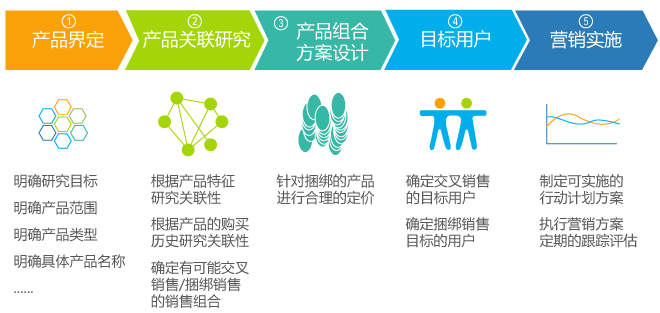 ①
产品界定
②
产品关联研究
③
产品组合
方案设计
④
目标用户
⑤
营销实施
明确研究目标
明确产品范围
明确产品类型
明确具体产品名称
......
根据产品特征
研究关联性
根据产品的购买
历史研究关联性
确定有可能交叉
销售/捆绑销售
的销售组合
针对捆绑的产品
进行合理的定价
确定交叉销售
的目标用户
确定捆绑销售
目标的用户
制定可实施的
行动计划方案
执行营销方案
定期的跟踪评估